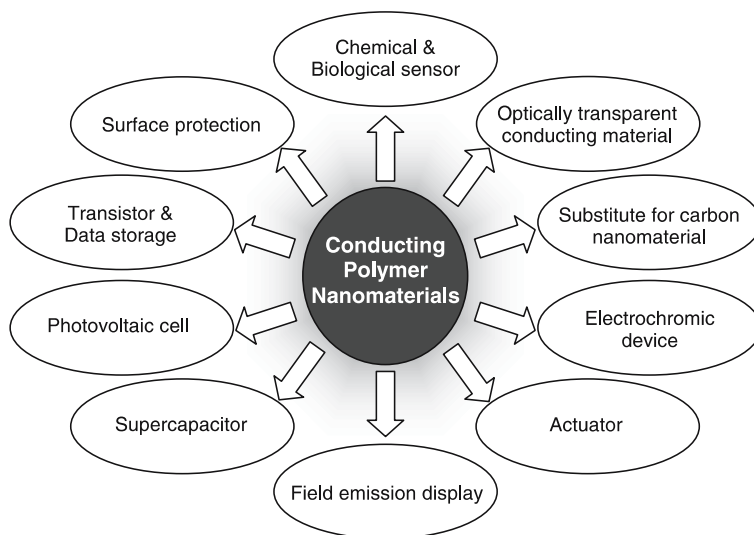 Chemical &
Biological sensor
Optically transparent
conducting material
Surface protection
Substitute for carbon
nanomaterial
Transistor &
Data storage
Conducting
Polymer
Nanomaterials
Photovoltaic cell
Electrochromic
device
Supercapacitor
Actuator
Field emission display